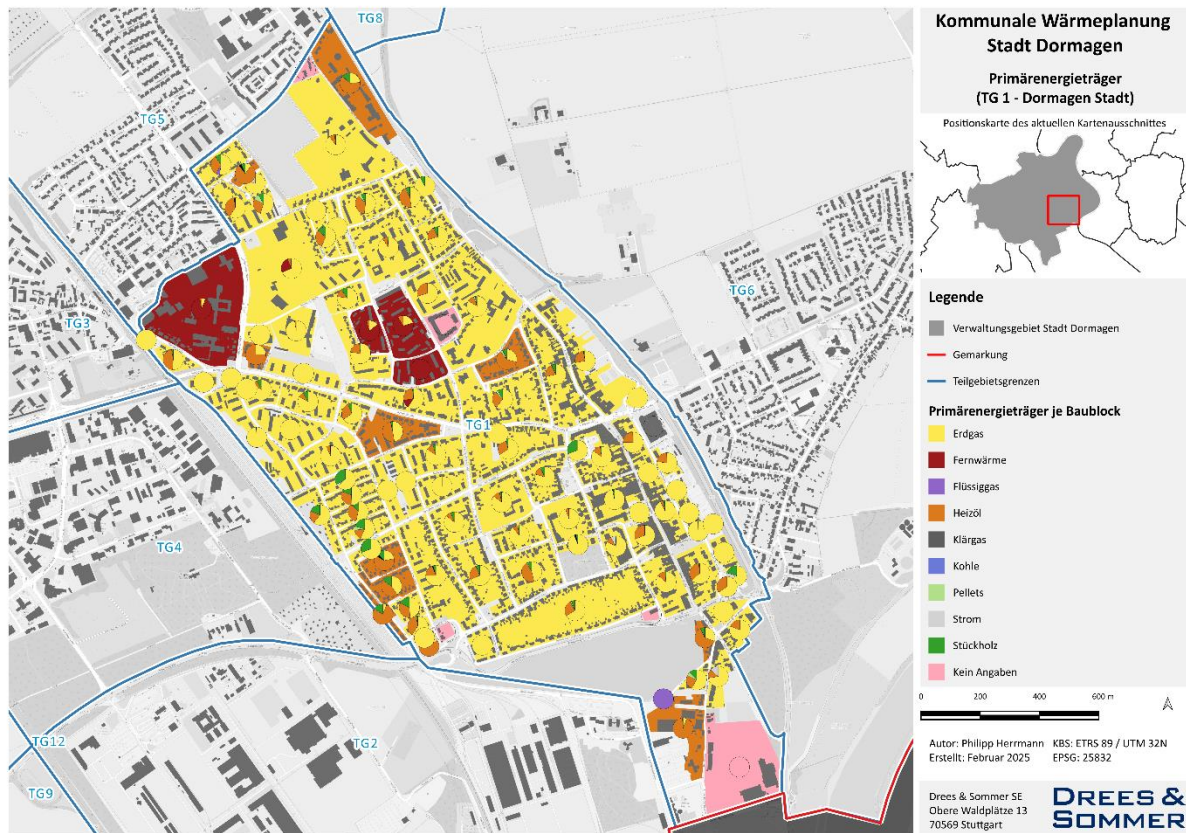 Kommunale Wärmeplanung
Stadt Dormagen
Primärenergieträger
(TG 1 - Dormagen Stadt)
Positionskarte des aktuellen Kartenausschnittes
Legende
Verwaltungsgebiet Stadt Dormagen
Gemarkung
Teilgebietsgrenzen
Primärenergieträger je Baublock
Erdgas
Fernwärme
Flüssiggas
Heizöl
Klärgas
Kohle
Pellets
Strom
Stückholz
Kein Angaben
0 200 400 600 m
Autor: Philipp Herrmann KBS: ETRS 89 / UTM 32N
Erstellt: Februar 2025 EPSG: 25832
Drees & Sommer SE
Obere Waldplätze 13
70569 Stuttgart
DREES &
SOMMER
TG8
TG5
TG6
TG3
TG1
TG4
TG12
TG2
TG9